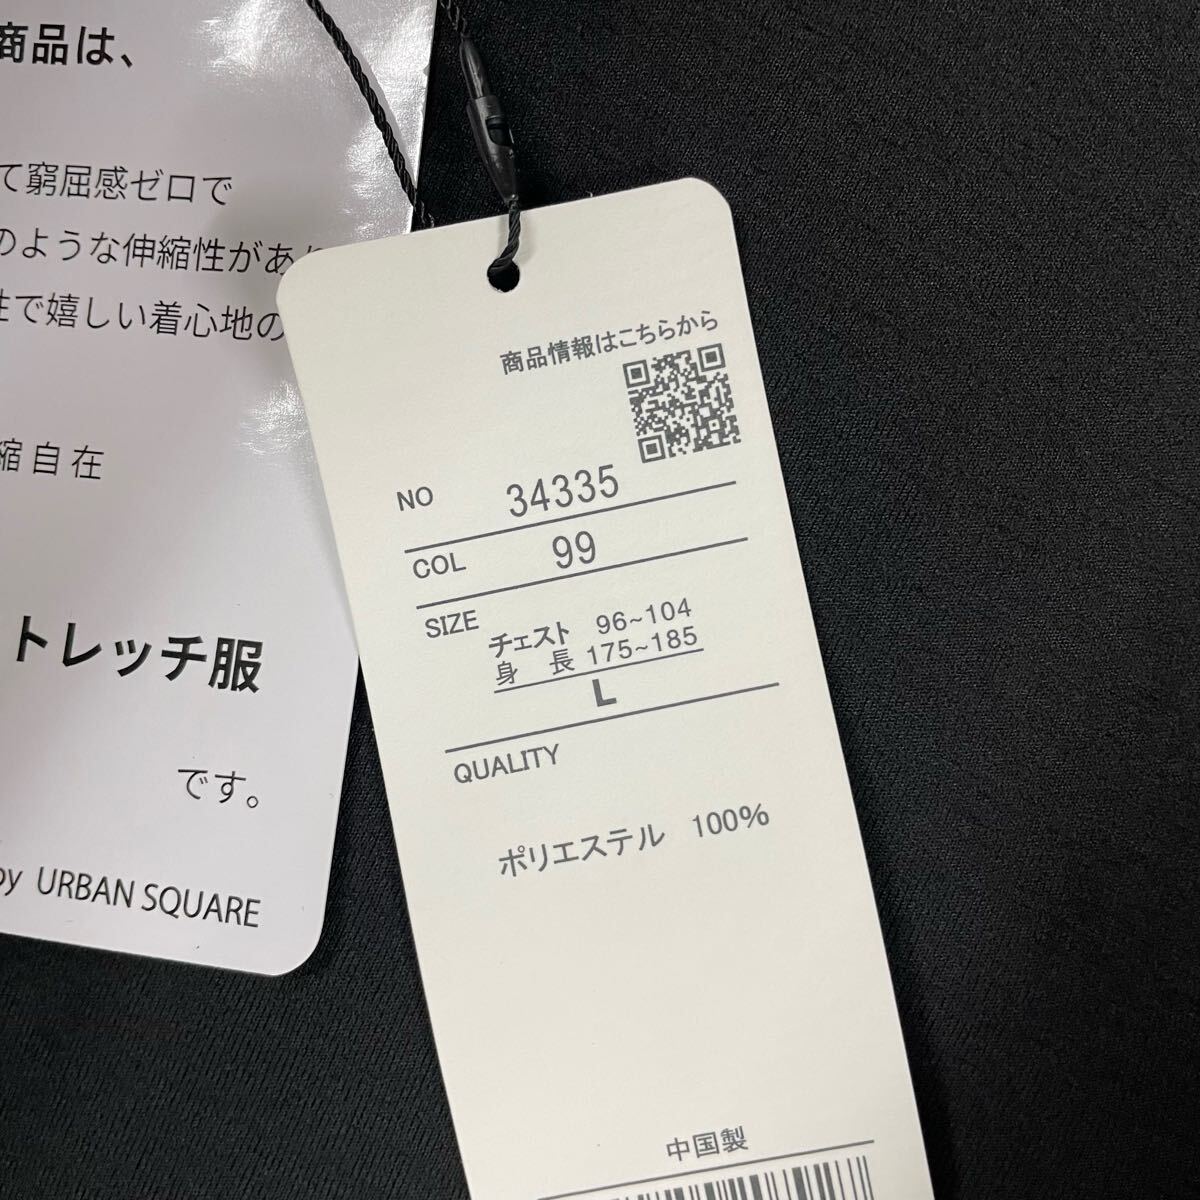 商品は、
て窮屈感ゼロで
のような伸縮性があり
性で嬉しい着心地の
縮自在
トレッチ服
です。
by URBAN SQUARE
商品情報はこちらから
NO 34335
COL 99
SIZE チェスト 96~104
身 長 175~185
L
QUALITY
ポリエステル 100%
中国製